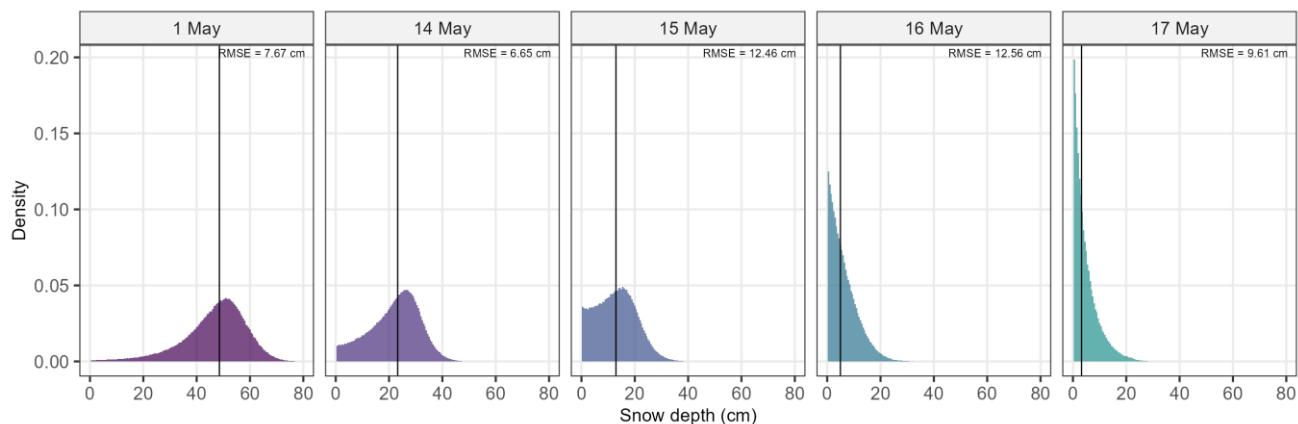 1 May
14 May
15 May
16 May
17 May
RMSE = 7.67 cm
RMSE = 6.65 cm
RMSE = 12.46 cm
RMSE = 12.56 cm
RMSE = 9.61 cm
0.20
0.15
0.10
0.05
0.00
Density
0 20 40 60 80
0 20 40 60 80
0 20 40 60 80
0 20 40 60 80
0 20 40 60 80
Snow depth (cm)